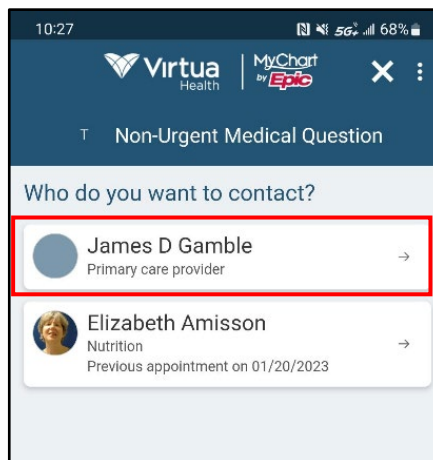 10:27 5G+ 68%
Virtua Health MyChart by Epic
T Non-Urgent Medical Question
Who do you want to contact?
James D Gamble
Primary care provider
Elizabeth Amisson
Nutrition
Previous appointment on 01/20/2023